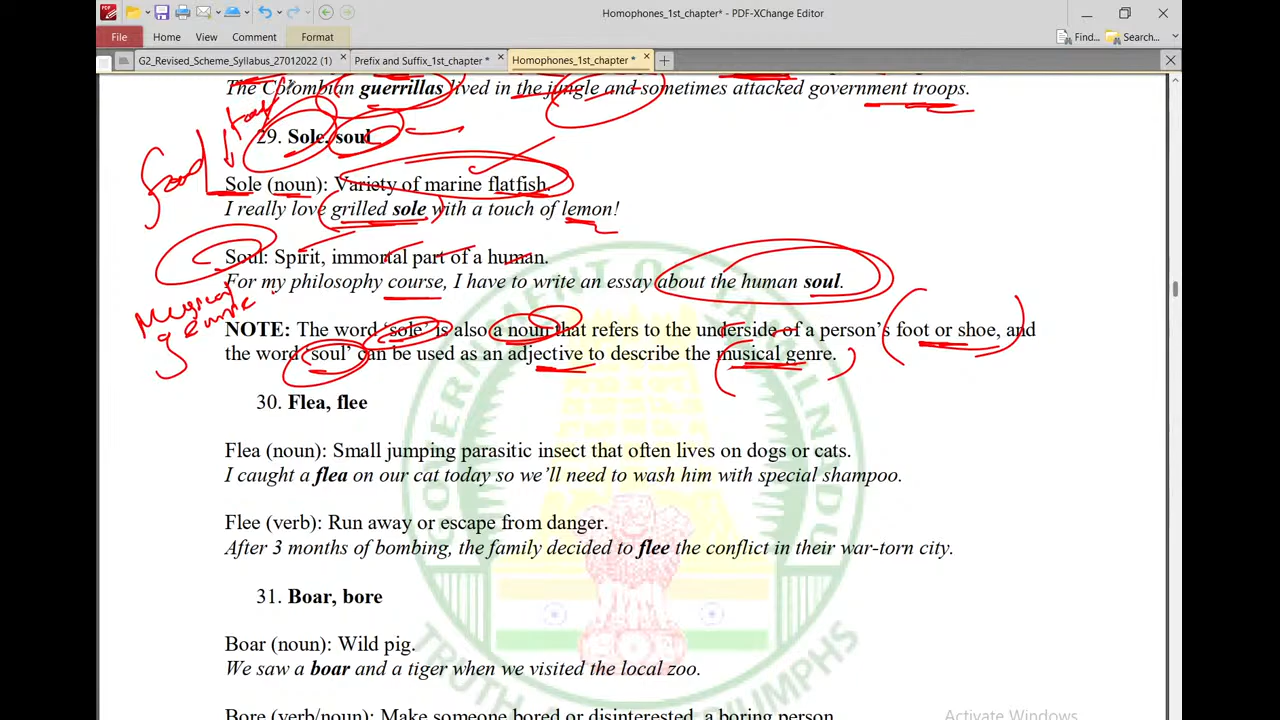 Homophones_1st_chapter* - PDF-XChange Editor
File Home View Comment Format Find... Search...
G2_Revised_Scheme_Syllabus_27012022 (1) Prefix and Suffix_1st_chapter * Homophones_1st_chapter *
The Colombian guerrillas lived in the jungle and sometimes attacked government troops.
29. Sole, soul
food
Sole (noun): Variety of marine flatfish.
I really love grilled sole with a touch of lemon!
Soul: Spirit, immortal part of a human.
For my philosophy course, I have to write an essay about the human soul.
Musical
genre
NOTE: The word ‘sole’ is also a noun that refers to the underside of a person’s foot or shoe, and
the word ‘soul’ can be used as an adjective to describe the musical genre.
30. Flea, flee
Flea (noun): Small jumping parasitic insect that often lives on dogs or cats.
I caught a flea on our cat today so we’ll need to wash him with special shampoo.
Flee (verb): Run away or escape from danger.
After 3 months of bombing, the family decided to flee the conflict in their war-torn city.
31. Boar, bore
Boar (noun): Wild pig.
We saw a boar and a tiger when we visited the local zoo.
Bore (verb/noun): Make someone bored or disinterested, a boring person.
GOVERNMENT OF TAMILNADU
TRUTH ALONE TRIUMPHS
Activate Windows